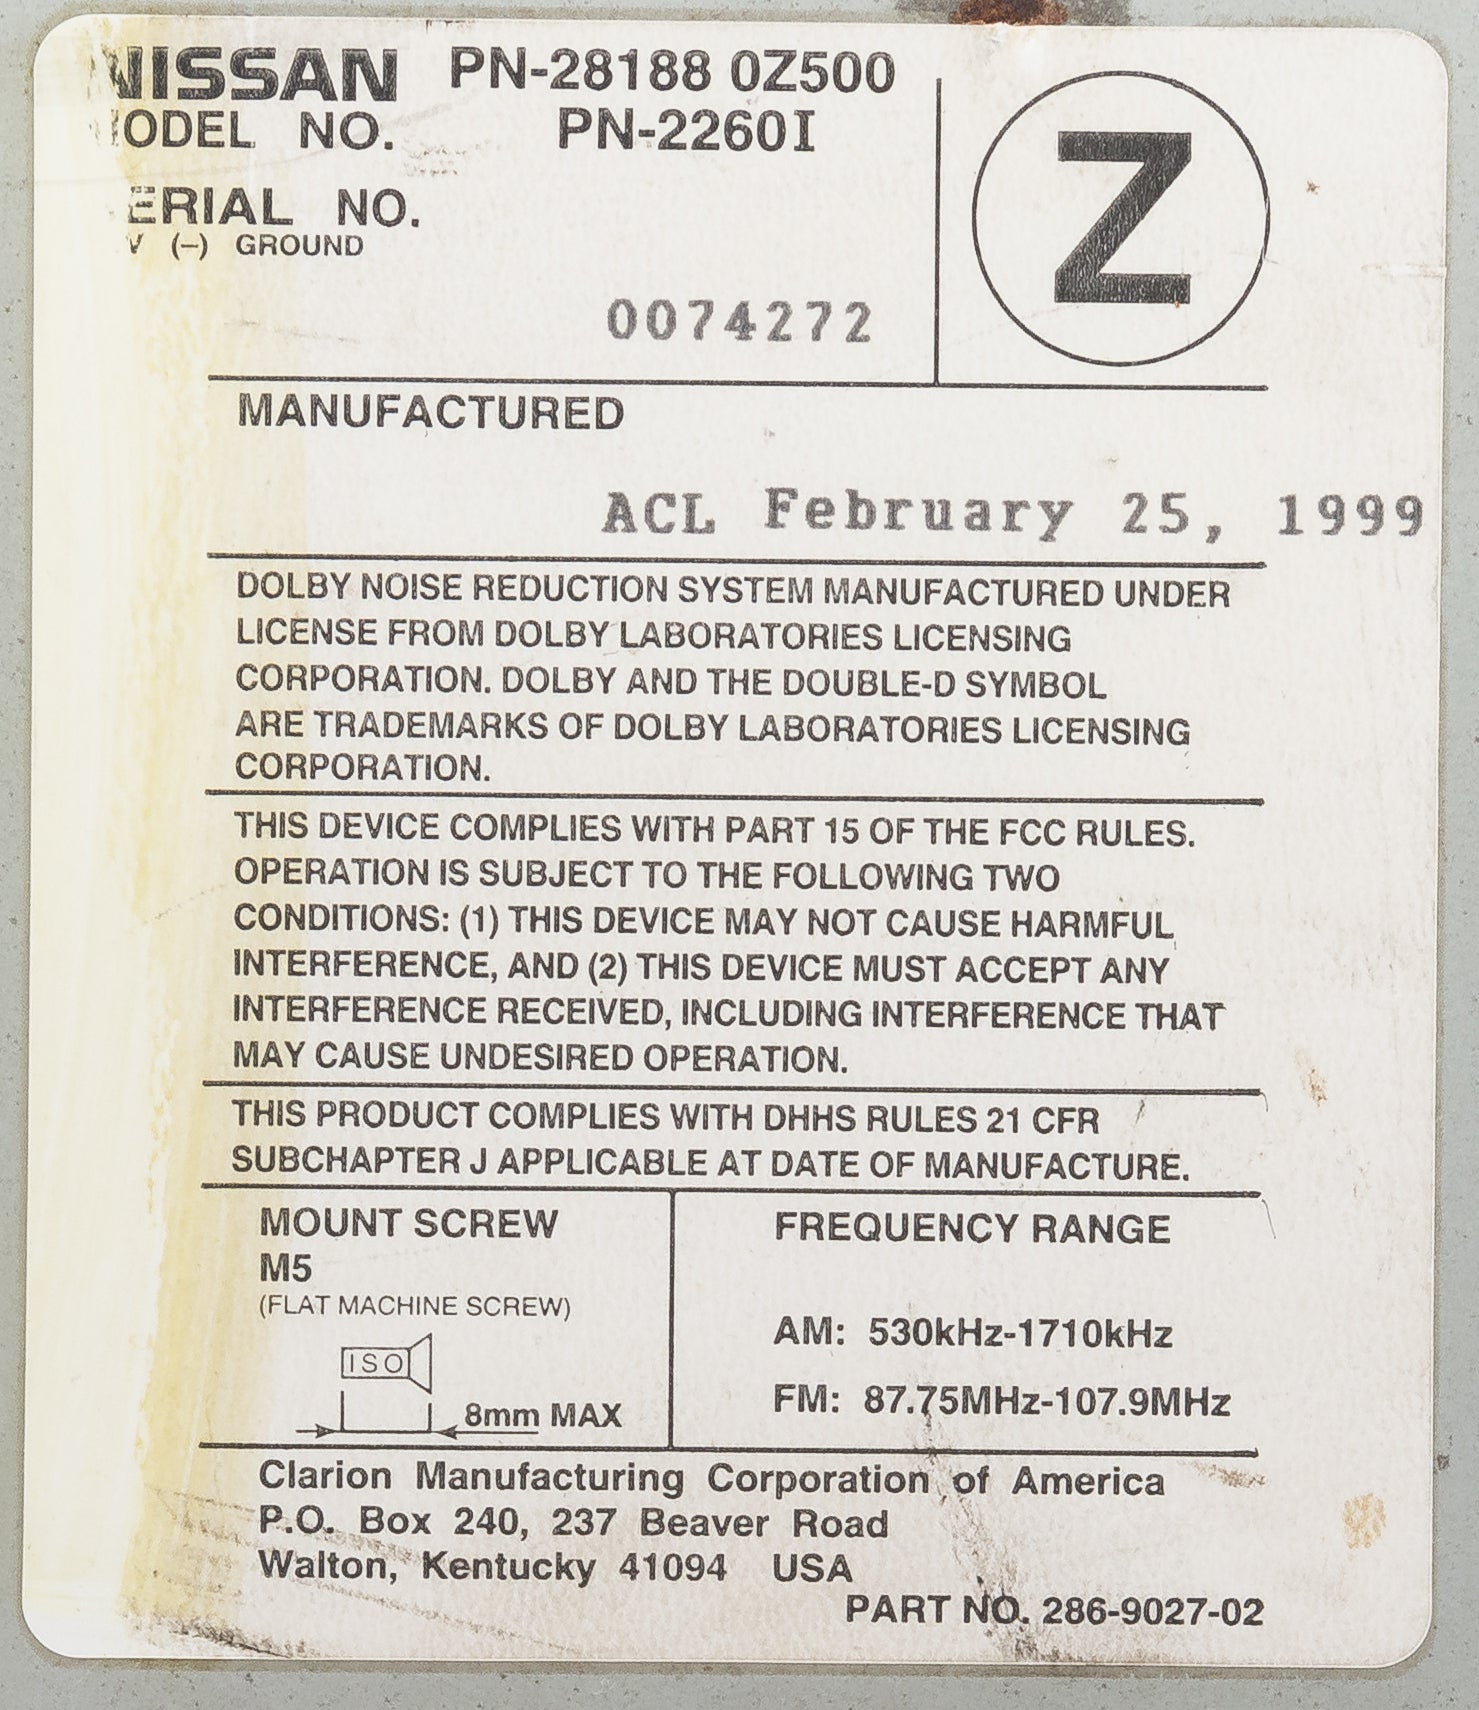 NISSAN PN-28188 0Z500
MODEL NO. PN-2260I
Z
SERIAL NO.
V (–) GROUND
0074272
MANUFACTURED
ACL February 25, 1999
DOLBY NOISE REDUCTION SYSTEM MANUFACTURED UNDER
LICENSE FROM DOLBY LABORATORIES LICENSING
CORPORATION. DOLBY AND THE DOUBLE-D SYMBOL
ARE TRADEMARKS OF DOLBY LABORATORIES LICENSING
CORPORATION.
THIS DEVICE COMPLIES WITH PART 15 OF THE FCC RULES.
OPERATION IS SUBJECT TO THE FOLLOWING TWO
CONDITIONS: (1) THIS DEVICE MAY NOT CAUSE HARMFUL
INTERFERENCE, AND (2) THIS DEVICE MUST ACCEPT ANY
INTERFERENCE RECEIVED, INCLUDING INTERFERENCE THAT
MAY CAUSE UNDESIRED OPERATION.
THIS PRODUCT COMPLIES WITH DHHS RULES 21 CFR
SUBCHAPTER J APPLICABLE AT DATE OF MANUFACTURE.
MOUNT SCREW
M5
(FLAT MACHINE SCREW)
ISO
8mm MAX
FREQUENCY RANGE
AM: 530kHz-1710kHz
FM: 87.75MHz-107.9MHz
Clarion Manufacturing Corporation of America
P.O. Box 240, 237 Beaver Road
Walton, Kentucky 41094 USA
PART NO. 286-9027-02